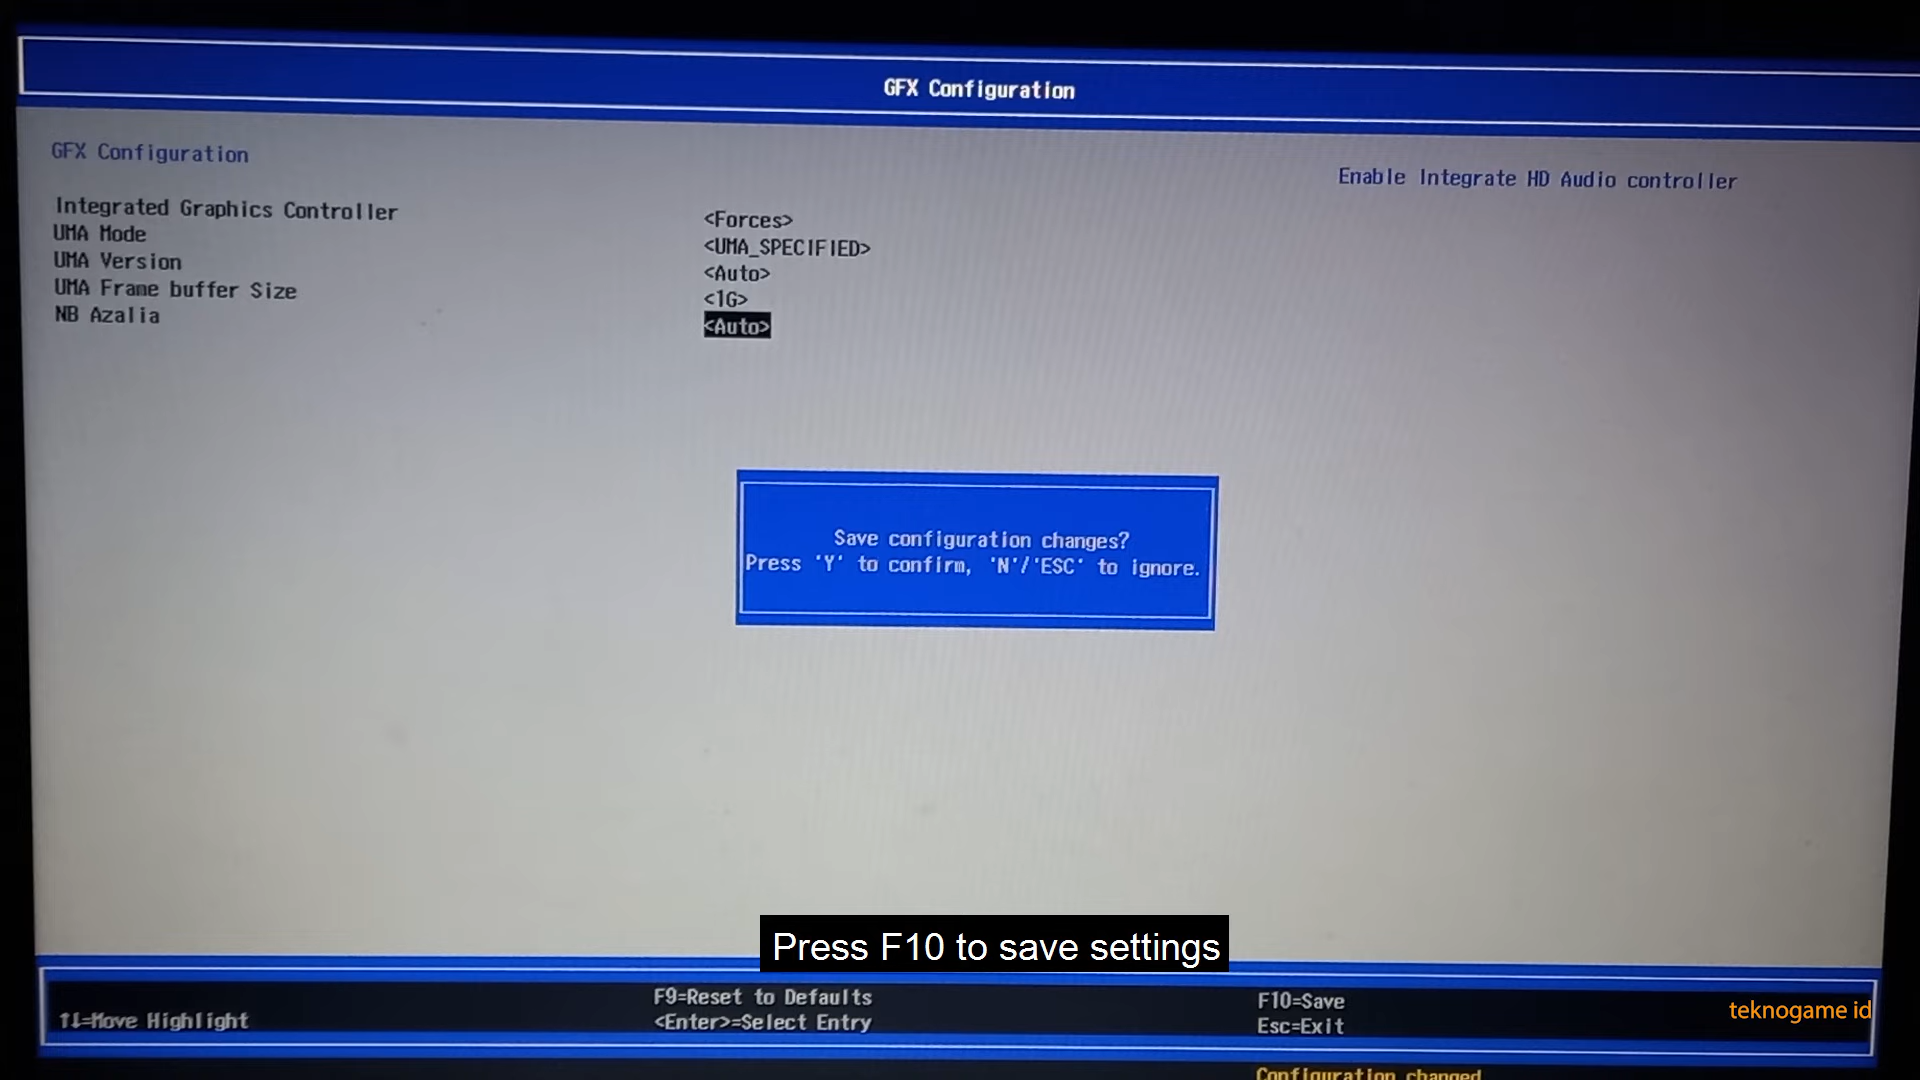 GFX Configuration
GFX Configuration
Enable Integrate HD Audio controller
Integrated Graphics Controller <Forces>
UMA Mode <UMA_SPECIFIED>
UMA Version <Auto>
UMA Frame buffer Size <1G>
NB Azalia <Auto>
Save configuration changes?
Press 'Y' to confirm, 'N'/'ESC' to ignore.
Press F10 to save settings
F9=Reset to Defaults F10=Save
↑↓=Move Highlight <Enter>=Select Entry Esc=Exit
teknogame id
Configuration changed